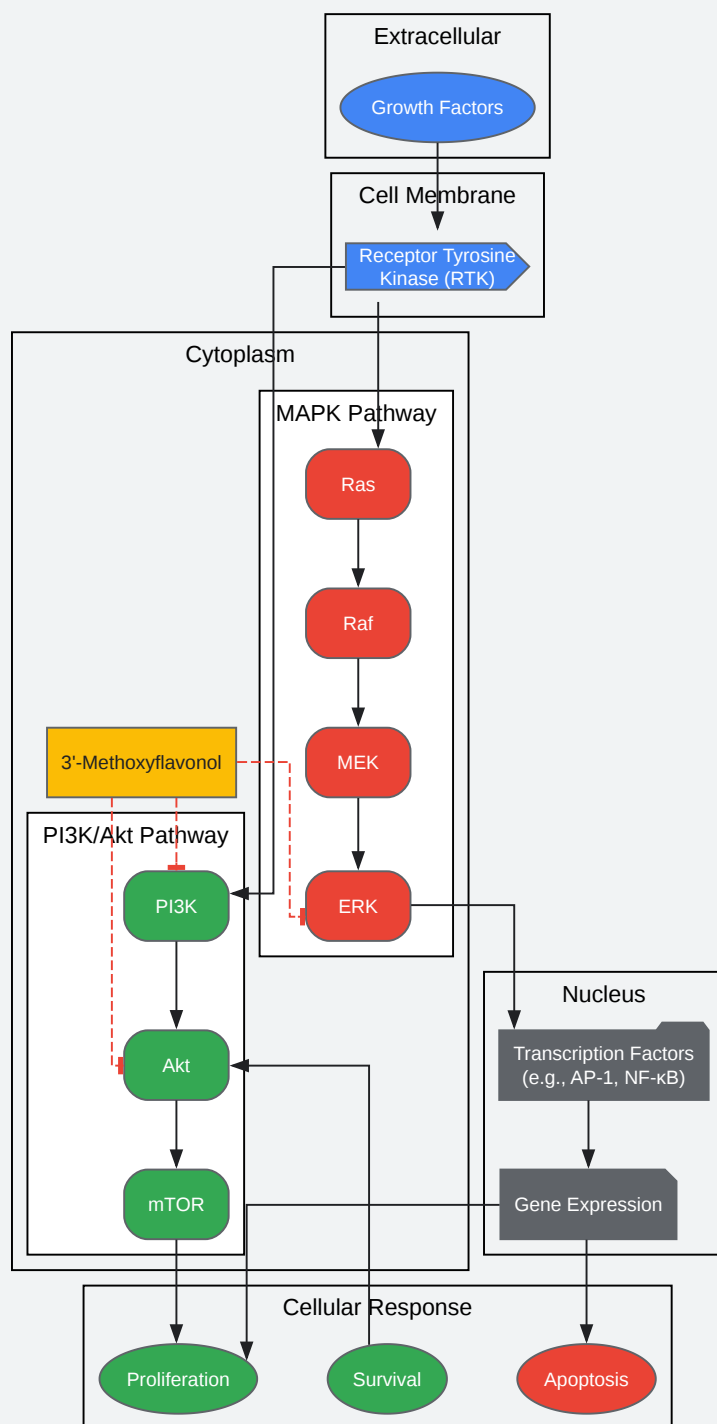 Extracellular
Growth Factors
Cell Membrane
Receptor Tyrosine
Kinase (RTK)
Cytoplasm
MAPK Pathway
Ras
Raf
3'-Methoxyflavonol
MEK
PI3K/Akt Pathway
PI3K
ERK
Nucleus
Transcription Factors
(e.g., AP-1, NF-κB)
Akt
mTOR
Gene Expression
Cellular Response
Proliferation
Survival
Apoptosis